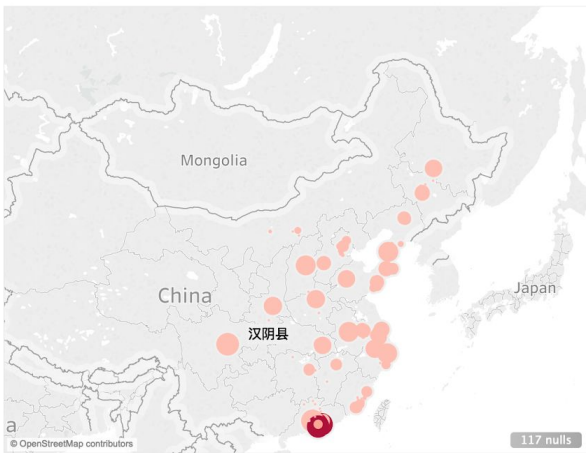 Mongolia
China
Japan
汉阴县
a
© OpenStreetMap contributors
117 nulls